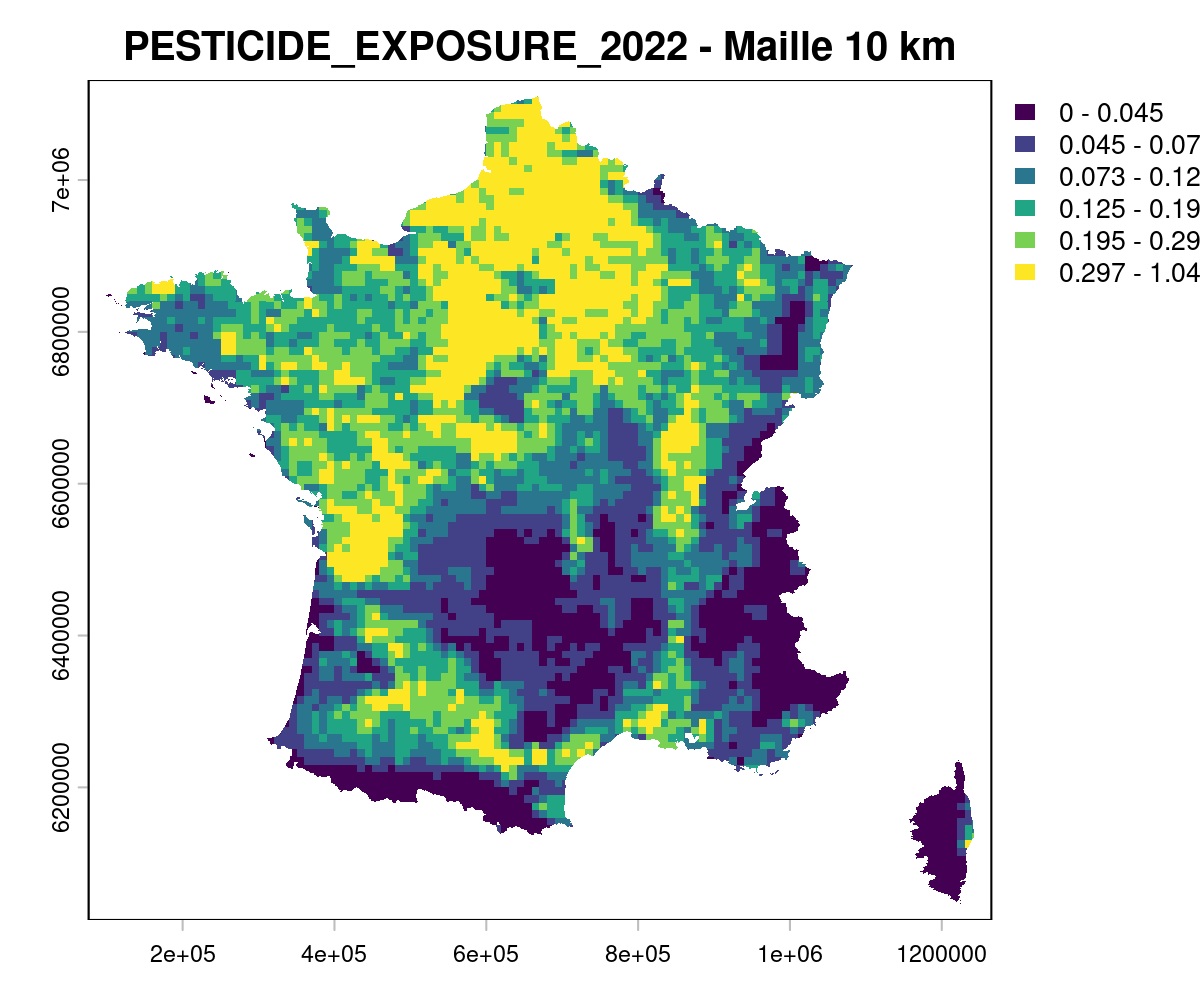 PESTICIDE_EXPOSURE_2022 - Maille 10 km
0 - 0.045
0.045 - 0.07
0.073 - 0.12
0.125 - 0.19
0.195 - 0.29
0.297 - 1.04
7e+06
6800000
6600000
6400000
6200000
2e+05 4e+05 6e+05 8e+05 1e+06 1200000